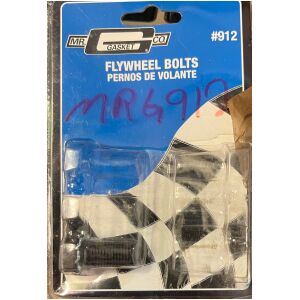 MR. GASKET CO
#912
FLYWHEEL BOLTS
PERNOS DE VOLANTE
MRG912